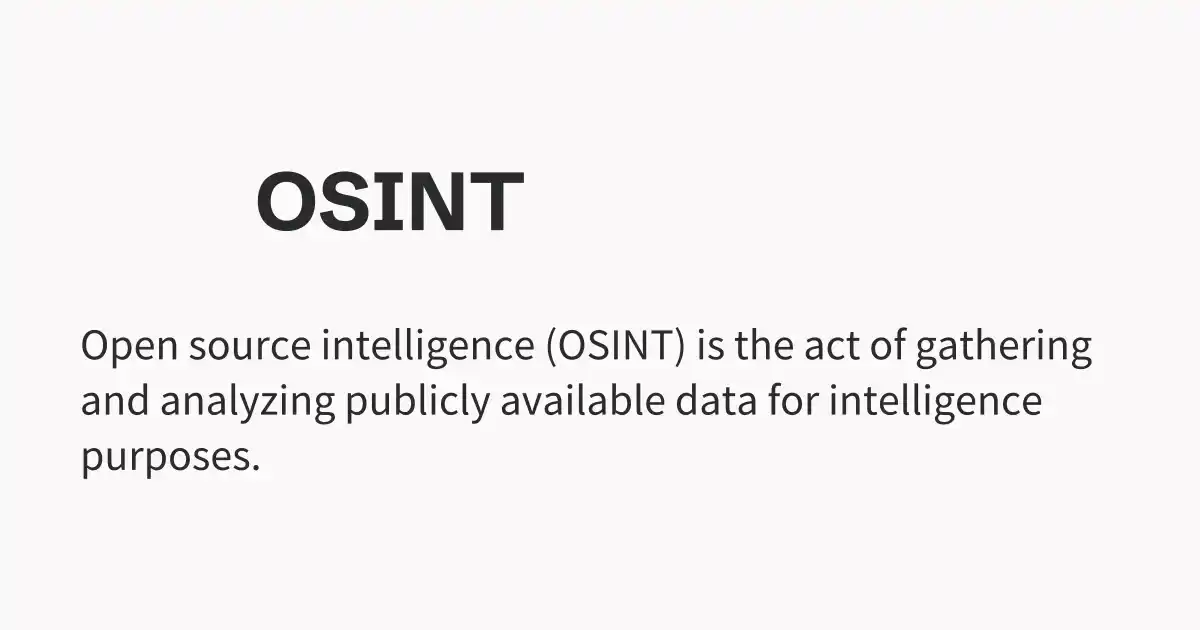 OSINT
Open source intelligence (OSINT) is the act of gathering
and analyzing publicly available data for intelligence
purposes.